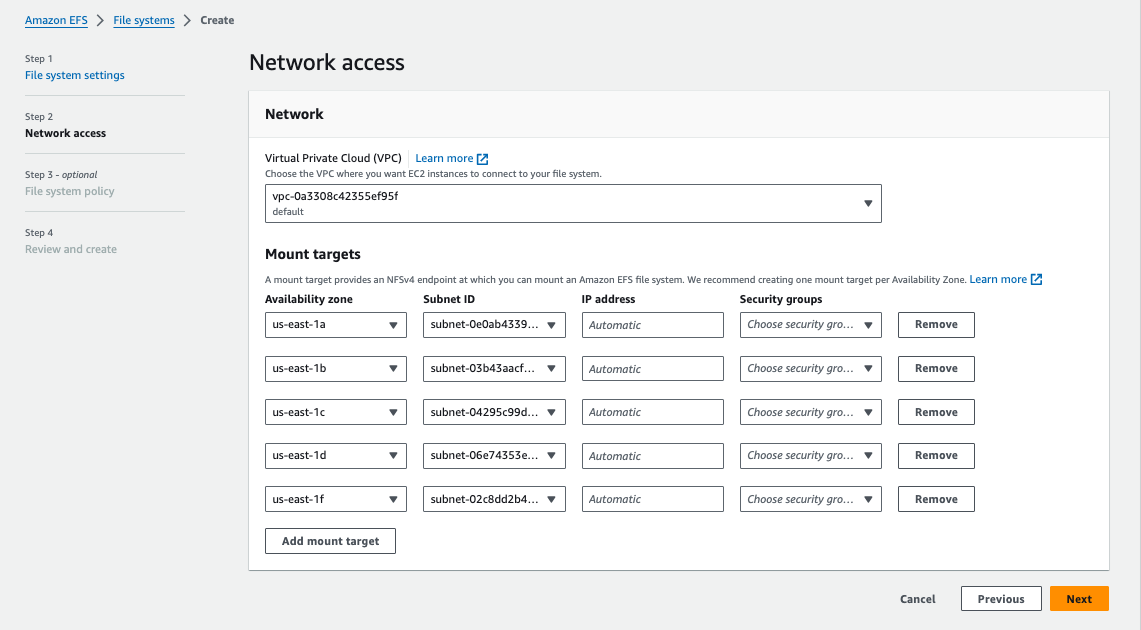 Amazon EFS > File systems > Create
Step 1
File system settings
Step 2
Network access
Step 3 - optional
File system policy
Step 4
Review and create
Network access
Network
Virtual Private Cloud (VPC) Learn more
Choose the VPC where you want EC2 instances to connect to your file system.
vpc-0a3308c42355ef95f
default
Mount targets
A mount target provides an NFSv4 endpoint at which you can mount an Amazon EFS file system. We recommend creating one mount target per Availability Zone. Learn more
Availability zone Subnet ID IP address Security groups
us-east-1a subnet-0e0ab4339... Automatic Choose security gro... Remove
us-east-1b subnet-03b43aacf... Automatic Choose security gro... Remove
us-east-1c subnet-04295c99d... Automatic Choose security gro... Remove
us-east-1d subnet-06e74353e... Automatic Choose security gro... Remove
us-east-1f subnet-02c8dd2b4... Automatic Choose security gro... Remove
Add mount target
Cancel Previous Next